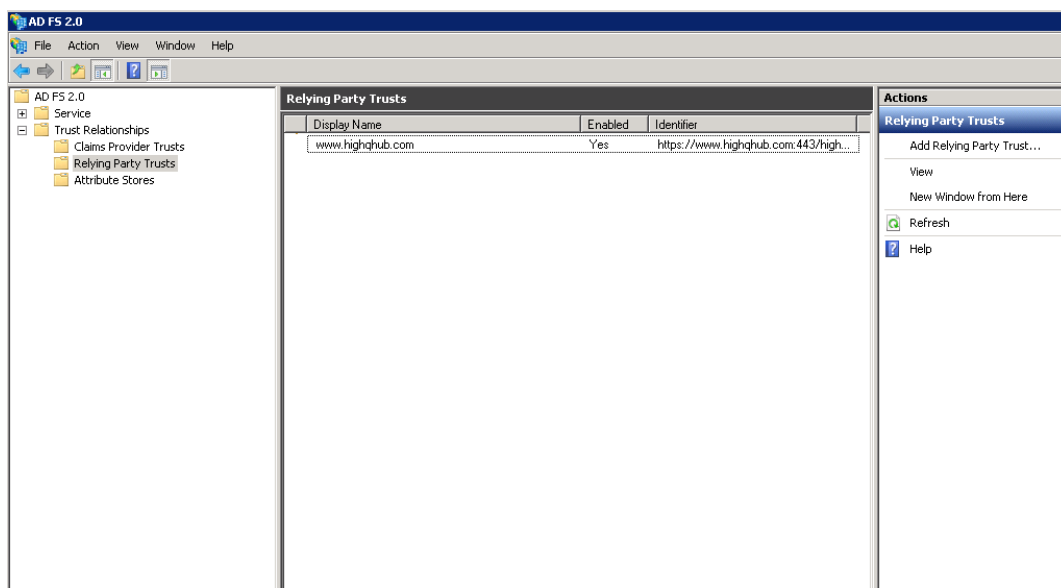 AD FS 2.0
File Action View Window Help
AD FS 2.0
Service
Trust Relationships
Claims Provider Trusts
Relying Party Trusts
Attribute Stores
Relying Party Trusts
Display Name Enabled Identifier
www.highqhub.com Yes https://www.highqhub.com:443/high...
Actions
Relying Party Trusts
Add Relying Party Trust...
View
New Window from Here
Refresh
Help